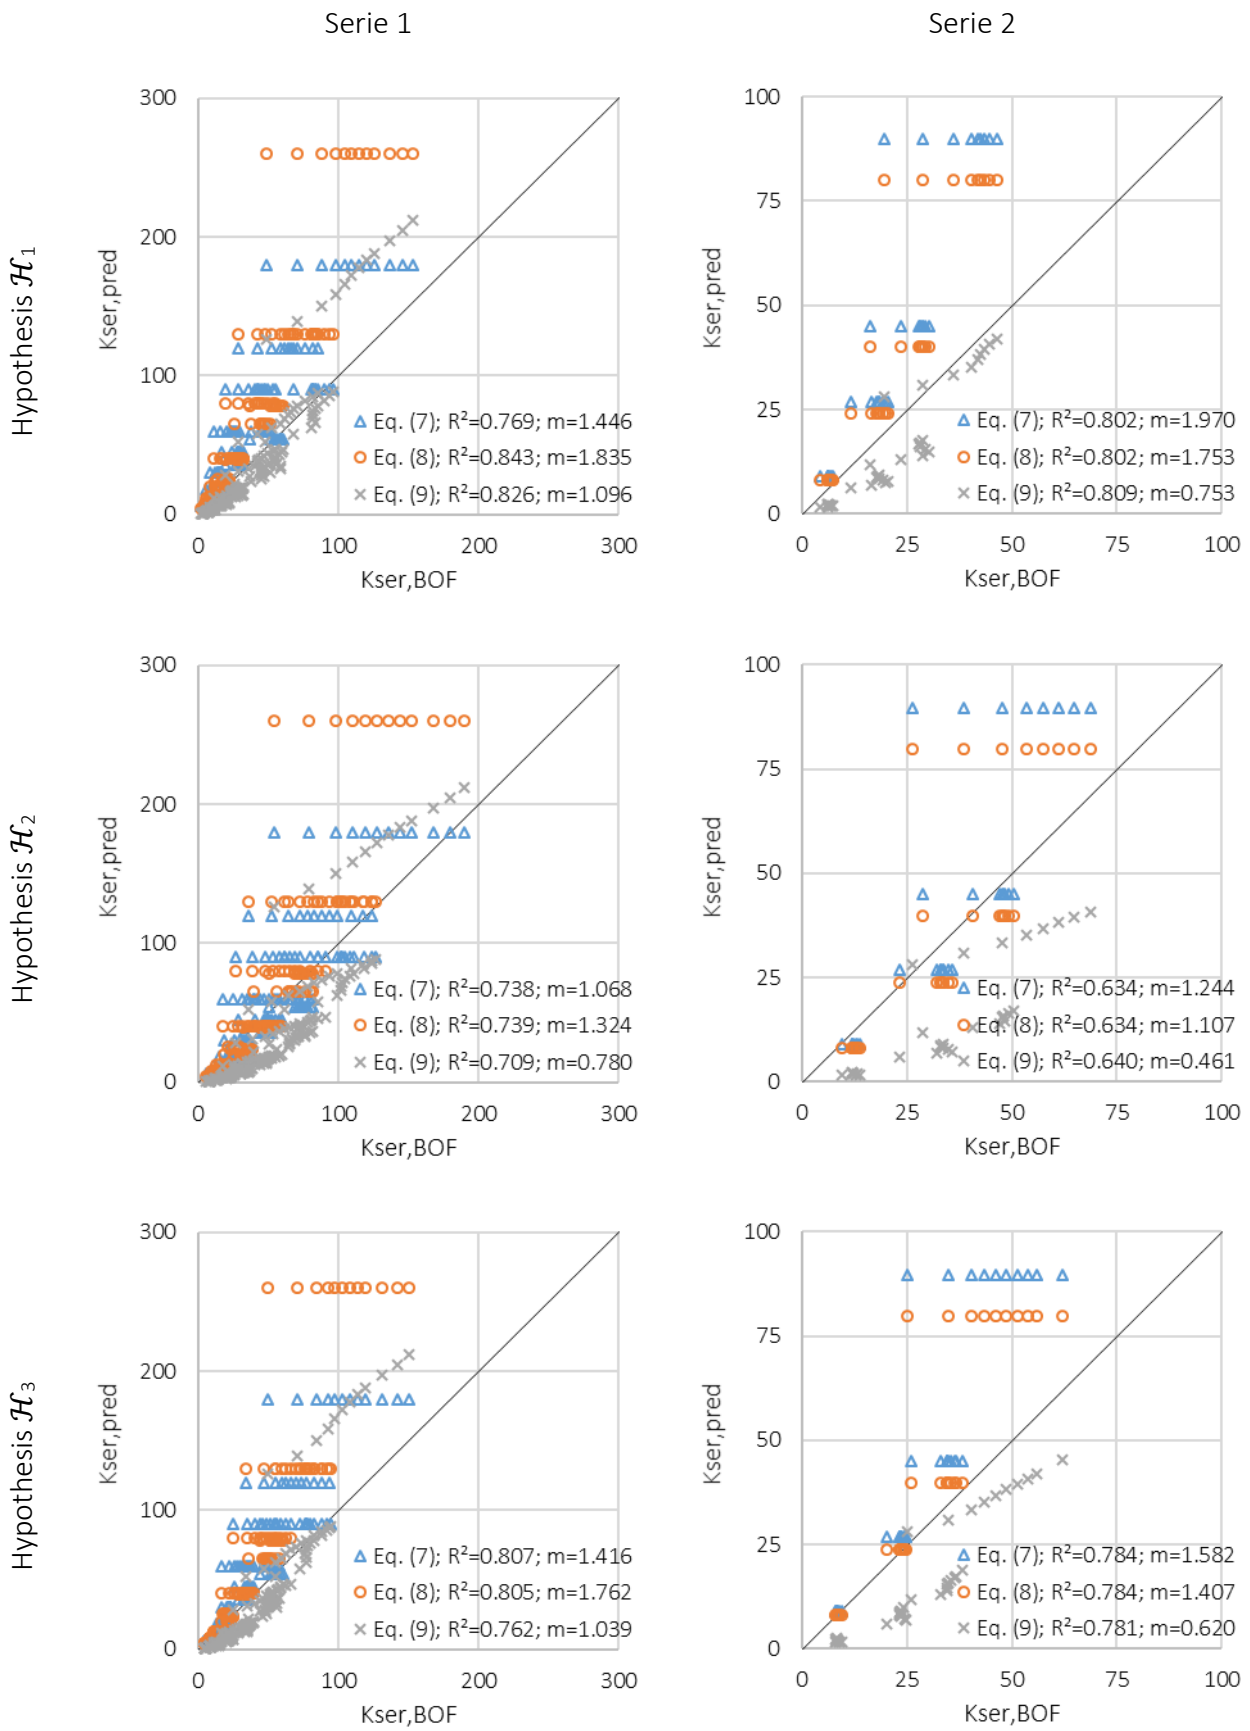 Serie 1
Serie 2
Hypothesis ℋ1
300
200
100
0
Kser,pred
Eq. (7); R²=0.769; m=1.446
Eq. (8); R²=0.843; m=1.835
Eq. (9); R²=0.826; m=1.096
0 100 200 300
Kser,BOF
100
75
50
25
0
Kser,pred
Eq. (7); R²=0.802; m=1.970
Eq. (8); R²=0.802; m=1.753
Eq. (9); R²=0.809; m=0.753
0 25 50 75 100
Kser,BOF
Hypothesis ℋ2
300
200
100
0
Kser,pred
Eq. (7); R²=0.738; m=1.068
Eq. (8); R²=0.739; m=1.324
Eq. (9); R²=0.709; m=0.780
0 100 200 300
Kser,BOF
100
75
50
25
0
Kser,pred
Eq. (7); R²=0.634; m=1.244
Eq. (8); R²=0.634; m=1.107
Eq. (9); R²=0.640; m=0.461
0 25 50 75 100
Kser,BOF
Hypothesis ℋ3
300
200
100
0
Kser,pred
Eq. (7); R²=0.807; m=1.416
Eq. (8); R²=0.805; m=1.762
Eq. (9); R²=0.762; m=1.039
0 100 200 300
Kser,BOF
100
75
50
25
0
Kser,pred
Eq. (7); R²=0.784; m=1.582
Eq. (8); R²=0.784; m=1.407
Eq. (9); R²=0.781; m=0.620
0 25 50 75 100
Kser,BOF